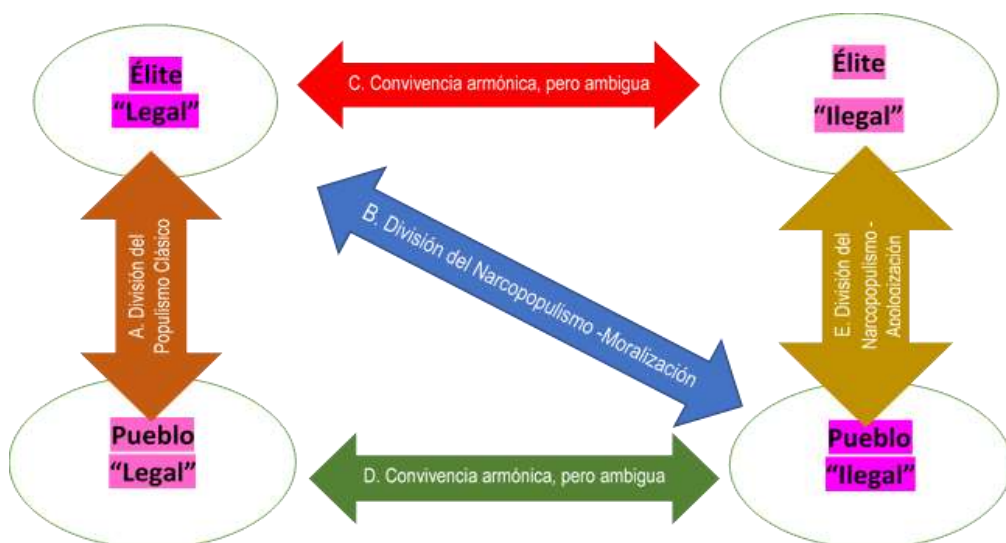 Élite
"Legal"
C. Convivencia armónica, pero ambigua
Élite
"Ilegal"
A. División del
Populismo Clásico
B. División del Narcopopulismo -Moralización
E. División del
Narcopopulismo -
Apologización
Pueblo
"Legal"
D. Convivencia armónica, pero ambigua
Pueblo
"Ilegal"